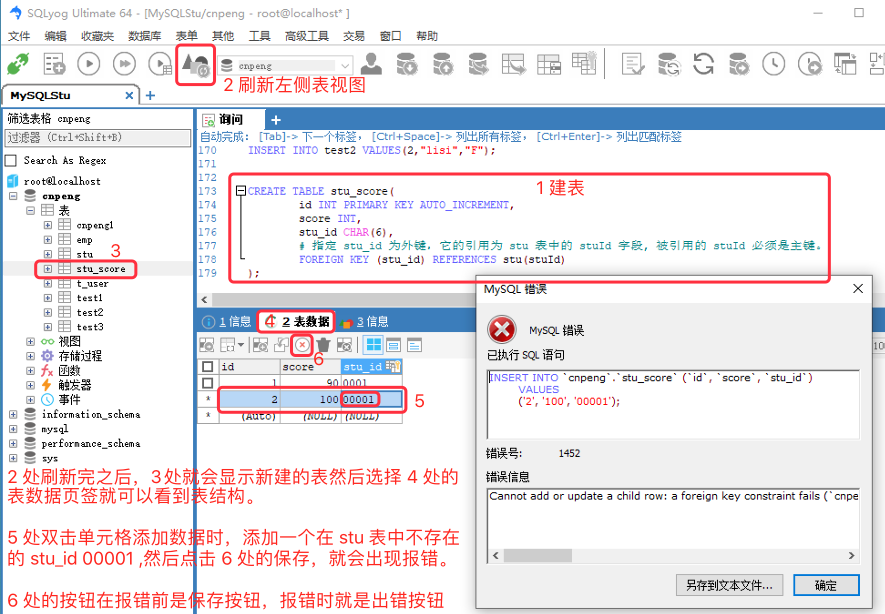 SQLyog Ultimate 64 - [MySQLStu/cnpeng - root@localhost* ]
文件 编辑 收藏夹 数据库 表单 其他 工具 高级工具 交易 窗口 帮助
cnpeng
2 刷新左侧表视图
MySQLStu × +
筛选表格 cnpeng
过滤器 (Ctrl+Shift+B)
Search As Regex
root@localhost
cnpeng
表
cnpeng1
emp
stu
3
stu_score
t_user
test1
test2
test3
视图
存储过程
函数
触发器
事件
information_schema
mysql
performance_schema
sys
询问 +
自动完成: [Tab]-> 下一个标签, [Ctrl+Space]-> 列出所有标签, [Ctrl+Enter]-> 列出匹配标签
170 INSERT INTO test2 VALUES(2,"lisi","F");
171
172
1 建表
173 CREATE TABLE stu_score(
174 id INT PRIMARY KEY AUTO_INCREMENT,
175 score INT,
176 stu_id CHAR(6),
177 # 指定 stu_id 为外键，它的引用为 stu 表中的 stuId 字段, 被引用的 stuId 必须是主键。
178 FOREIGN KEY (stu_id) REFERENCES stu(stuId)
179 );
1 信息 4 2 表数据 3 信息
6
id score stu_id
1 90 0001
* 2 100 00001 5
* (Auto) (NULL) (NULL)
MySQL 错误
MySQL 错误
已执行 SQL 语句
INSERT INTO `cnpeng`.`stu_score` (`id`, `score`, `stu_id`)
VALUES
('2', '100', '00001');
错误号: 1452
错误信息
Cannot add or update a child row: a foreign key constraint fails (`cnpe
另存到文本文件... 确定
2 处刷新完之后，3处就会显示新建的表然后选择 4 处的
表数据页签就可以看到表结构。
5 处双击单元格添加数据时，添加一个在 stu 表中不存在
的 stu_id 00001 ,然后点击 6 处的保存，就会出现报错。
6 处的按钮在报错前是保存按钮，报错时就是出错按钮